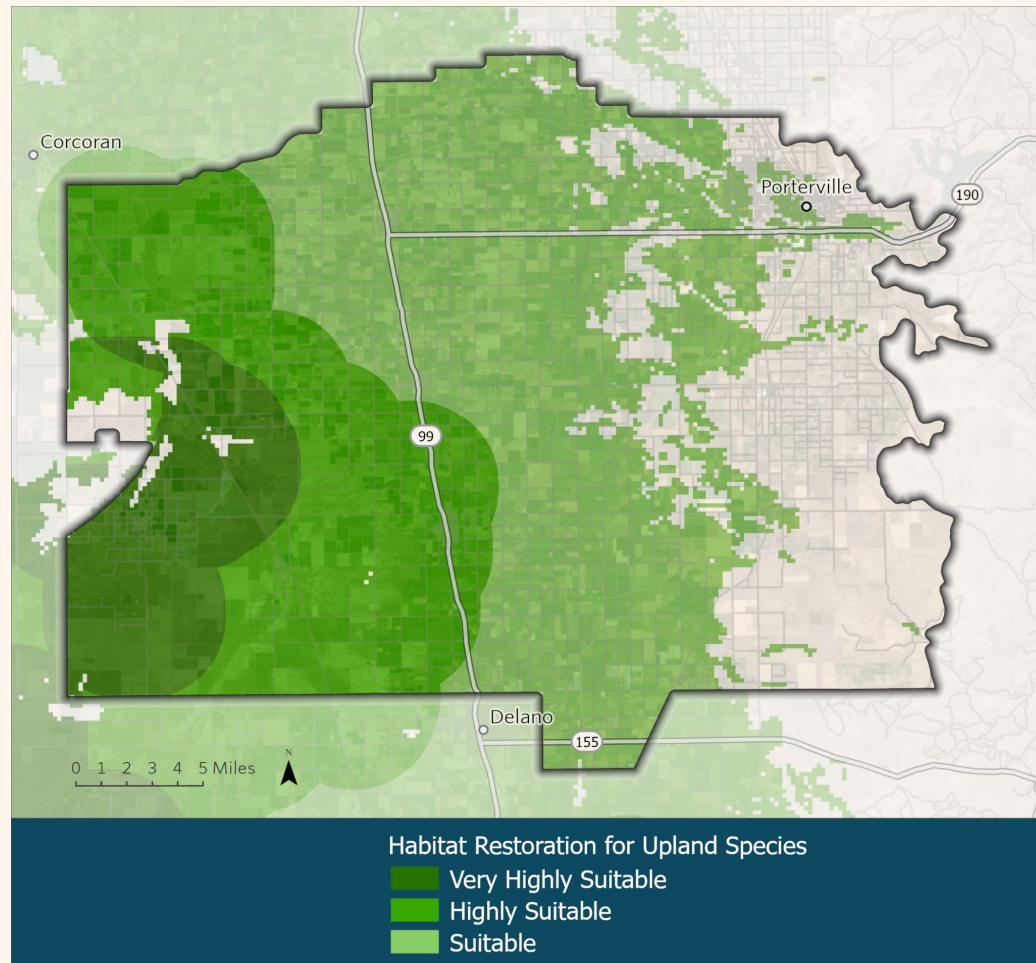 Corcoran
Porterville
190
99
Delano
155
N
0 1 2 3 4 5 Miles
Habitat Restoration for Upland Species
Very Highly Suitable
Highly Suitable
Suitable